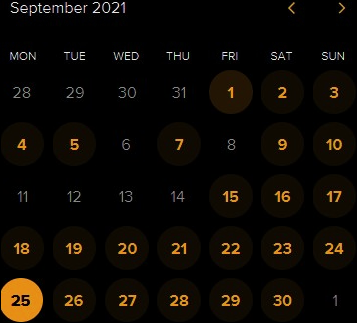 September 2021
MON TUE WED THU FRI SAT SUN
28 29 30 31 1 2 3
4 5 6 7 8 9 10
11 12 13 14 15 16 17
18 19 20 21 22 23 24
25 26 27 28 29 30 1